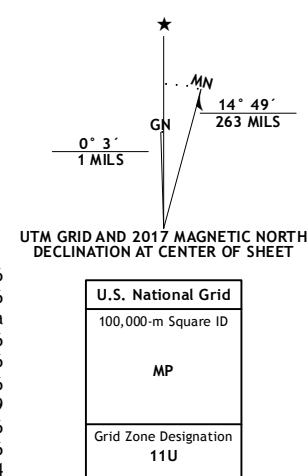 ★
MN
GN
14° 49´
263 MILS
0° 3´
1 MILS
UTM GRID AND 2017 MAGNETIC NORTH
DECLINATION AT CENTER OF SHEET
U.S. National Grid
100,000-m Square ID
MP
Grid Zone Designation
11U